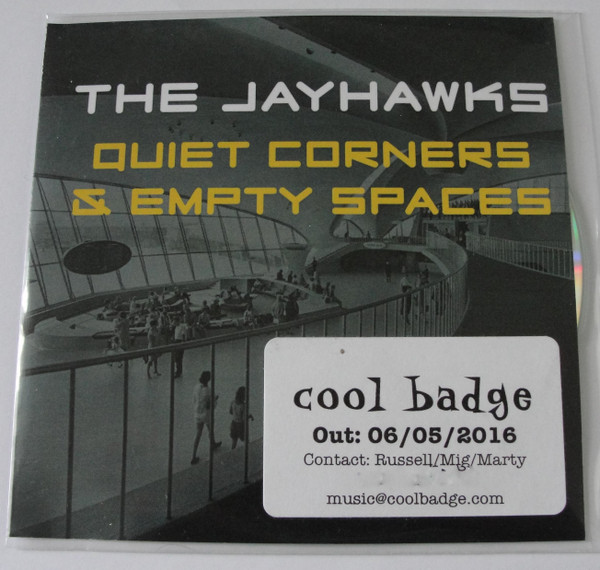 THE JAYHAWKS
QUIET CORNERS
& EMPTY SPACES
cool badge
Out: 06/05/2016
Contact: Russell/Mig/Marty
music@coolbadge.com